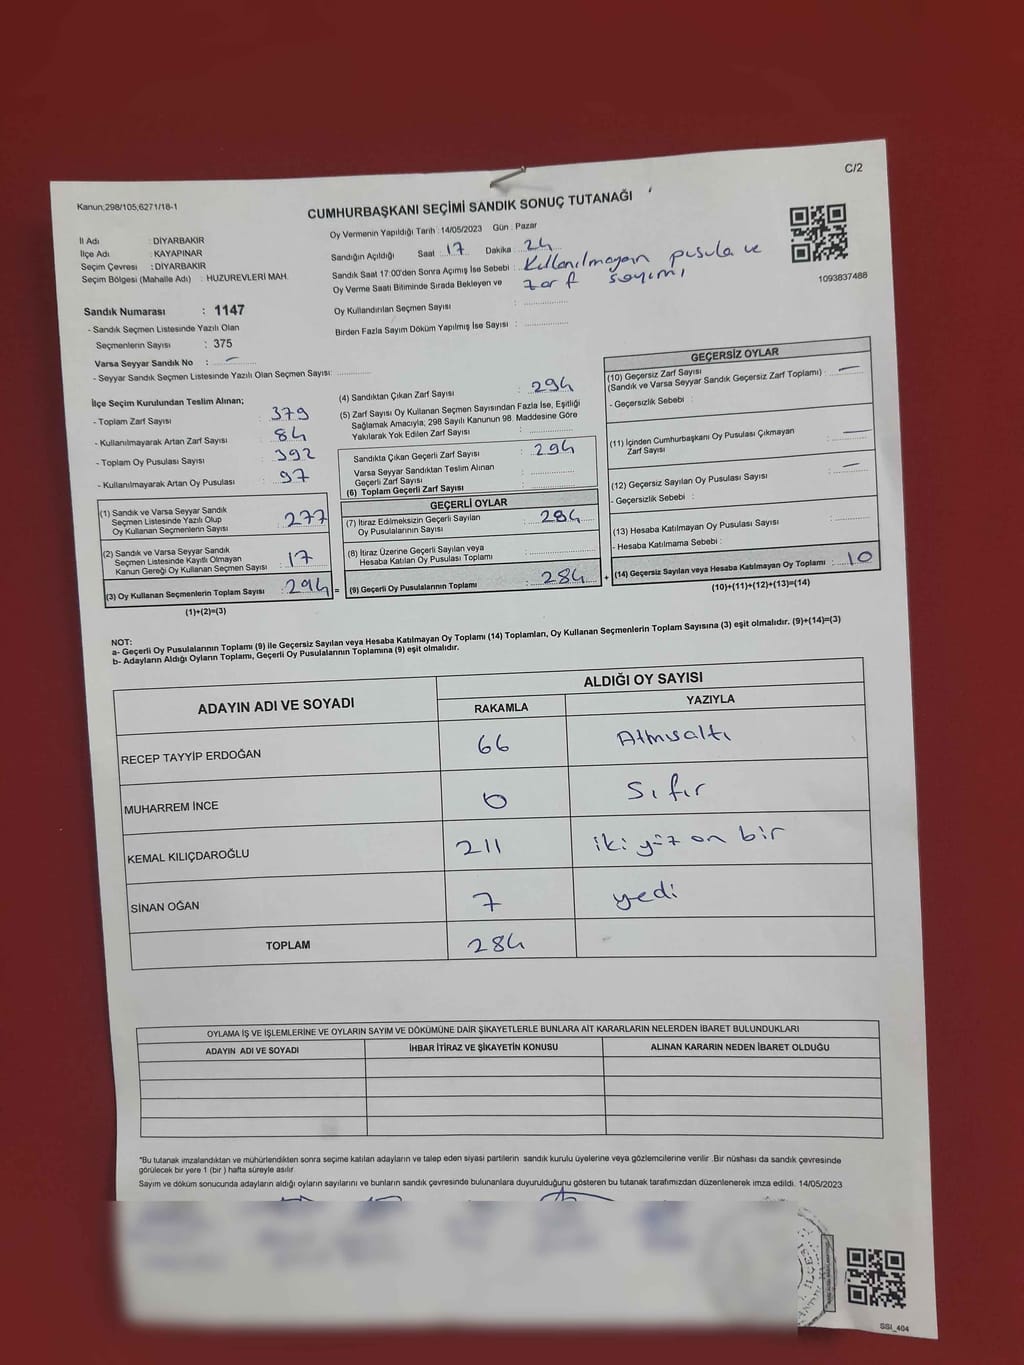 C/2
Kanun;298/105;6271/18-1
CUMHURBAŞKANI SEÇİMİ SANDIK SONUÇ TUTANAĞI
İl Adı : DİYARBAKIR
İlçe Adı : KAYAPINAR
Seçim Çevresi : DİYARBAKIR
Seçim Bölgesi (Mahalle Adı) : HUZUREVLERİ MAH.
Oy Vermenin Yapıldığı Tarih : 14/05/2023 Gün : Pazar
Sandığın Açıldığı Saat 17 Dakika : 24
Sandık Saat 17:00'den Sonra Açımış İse Sebebi : Kullanılmayan pusula ve
Oy Verme Saati Bitiminde Sırada Bekleyen ve zarf sayımı
Oy Kullandırılan Seçmen Sayısı :
Birden Fazla Sayım Döküm Yapılmış İse Sayısı :
1093837488
Sandık Numarası : 1147
- Sandık Seçmen Listesinde Yazılı Olan
Seçmenlerin Sayısı : 375
Varsa Seyyar Sandık No : -
- Seyyar Sandık Seçmen Listesinde Yazılı Olan Seçmen Sayısı:
İlçe Seçim Kurulundan Teslim Alınan;
- Toplam Zarf Sayısı : 379
- Kullanılmayarak Artan Zarf Sayısı : 84
- Toplam Oy Pusulası Sayısı : 392
- Kullanılmayarak Artan Oy Pusulası : 97
(1) Sandık ve Varsa Seyyar Sandık
Seçmen Listesinde Yazılı Olup
Oy Kullanan Seçmenlerin Sayısı : 277
(2) Sandık ve Varsa Seyyar Sandık
Seçmen Listesinde Kayıtlı Olmayan
Kanun Gereği Oy Kullanan Seçmen Sayısı : 17
(3) Oy Kullanan Seçmenlerin Toplam Sayısı : 294 =
(1)+(2)=(3)
(4) Sandıktan Çıkan Zarf Sayısı : 294
(5) Zarf Sayısı Oy Kullanan Seçmen Sayısından Fazla İse, Eşitliği
Sağlamak Amacıyla; 298 Sayılı Kanunun 98. Maddesine Göre
Yakılarak Yok Edilen Zarf Sayısı :
Sandıkta Çıkan Geçerli Zarf Sayısı : 294
Varsa Seyyar Sandıktan Teslim Alınan
Geçerli Zarf Sayısı :
(6) Toplam Geçerli Zarf Sayısı :
GEÇERLİ OYLAR
(7) İtiraz Edilmeksizin Geçerli Sayılan
Oy Pusulalarının Sayısı : 284
(8) İtiraz Üzerine Geçerli Sayılan veya
Hesaba Katılan Oy Pusulası Toplamı :
(9) Geçerli Oy Pusulalarının Toplamı : 284 +
GEÇERSİZ OYLAR
(10) Geçersiz Zarf Sayısı
(Sandık ve Varsa Seyyar Sandık Geçersiz Zarf Toplamı) : -
- Geçersizlik Sebebi :
(11) İçinden Cumhurbaşkanı Oy Pusulası Çıkmayan
Zarf Sayısı : -
(12) Geçersiz Sayılan Oy Pusulası Sayısı : -
- Geçersizlik Sebebi :
(13) Hesaba Katılmayan Oy Pusulası Sayısı :
- Hesaba Katılmama Sebebi :
(14) Geçersiz Sayılan veya Hesaba Katılmayan Oy Toplamı : 10
(10)+(11)+(12)+(13)=(14)
NOT:
a- Geçerli Oy Pusulalarının Toplamı (9) ile Geçersiz Sayılan veya Hesaba Katılmayan Oy Toplamı (14) Toplamları, Oy Kullanan Seçmenlerin Toplam Sayısına (3) eşit olmalıdır. (9)+(14)=(3)
b- Adayların Aldığı Oyların Toplamı, Geçerli Oy Pusulalarının Toplamına (9) eşit olmalıdır.
ADAYIN ADI VE SOYADI
ALDIĞI OY SAYISI
RAKAMLA YAZIYLA
RECEP TAYYİP ERDOĞAN 66 Atmışaltı
MUHARREM İNCE 0 Sıfır
KEMAL KILIÇDAROĞLU 211 iki yüz on bir
SİNAN OĞAN 7 yedi
TOPLAM 284
OYLAMA İŞ VE İŞLEMLERİNE VE OYLARIN SAYIM VE DÖKÜMÜNE DAİR ŞİKAYETLERLE BUNLARA AİT KARARLARIN NELERDEN İBARET BULUNDUKLARI
ADAYIN ADI VE SOYADI İHBAR İTİRAZ VE ŞİKAYETİN KONUSU ALINAN KARARIN NEDEN İBARET OLDUĞU
*Bu tutanak imzalandıktan ve mühürlendikten sonra seçime katılan adayların ve talep eden siyasi partilerin sandık kurulu üyelerine veya gözlemcilerine verilir .Bir nüshası da sandık çevresinde
görülecek bir yere 1 (bir ) hafta süreyle asılır.
Sayım ve döküm sonucunda adayların aldığı oyların sayılarını ve bunların sandık çevresinde bulunanlara duyurulduğunu gösteren bu tutanak tarafımızdan düzenlenerek imza edildi. 14/05/2023
SSI_404